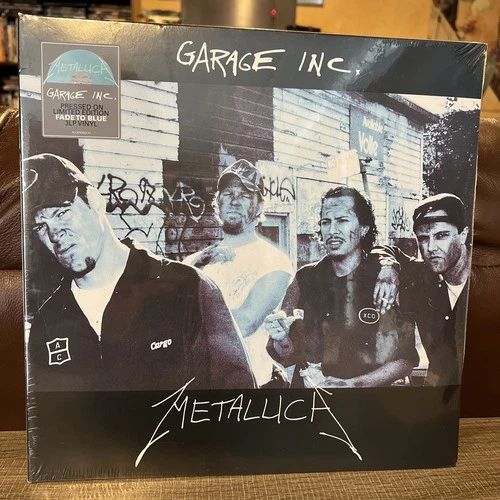 GARAGE INC.
METALLICA
GARAGE INC.
PRESSED ON
LIMITED EDITION
FADE TO BLUE
3LP VINYL
Cargo
A
C
XCO
METALLICA